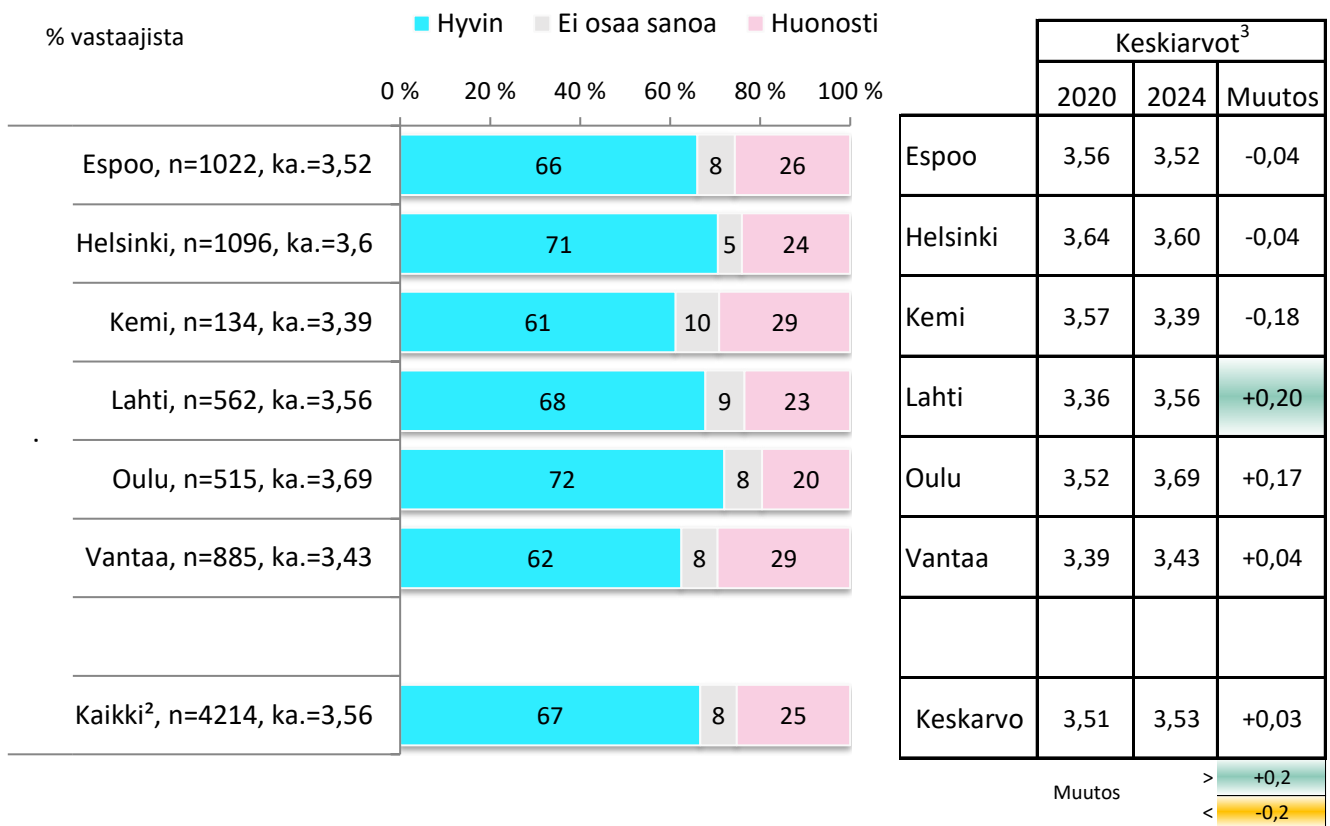 % vastaajista
Hyvin Ei osaa sanoa Huonosti
0 % 20 % 40 % 60 % 80 % 100 %
Espoo, n=1022, ka.=3,52 66 8 26
Helsinki, n=1096, ka.=3,6 71 5 24
Kemi, n=134, ka.=3,39 61 10 29
Lahti, n=562, ka.=3,56 68 9 23
.
Oulu, n=515, ka.=3,69 72 8 20
Vantaa, n=885, ka.=3,43 62 8 29
Kaikki², n=4214, ka.=3,56 67 8 25
Keskiarvot³
2020 2024 Muutos
Espoo 3,56 3,52 -0,04
Helsinki 3,64 3,60 -0,04
Kemi 3,57 3,39 -0,18
Lahti 3,36 3,56 +0,20
Oulu 3,52 3,69 +0,17
Vantaa 3,39 3,43 +0,04
Keskarvo 3,51 3,53 +0,03
Muutos
> +0,2
< -0,2